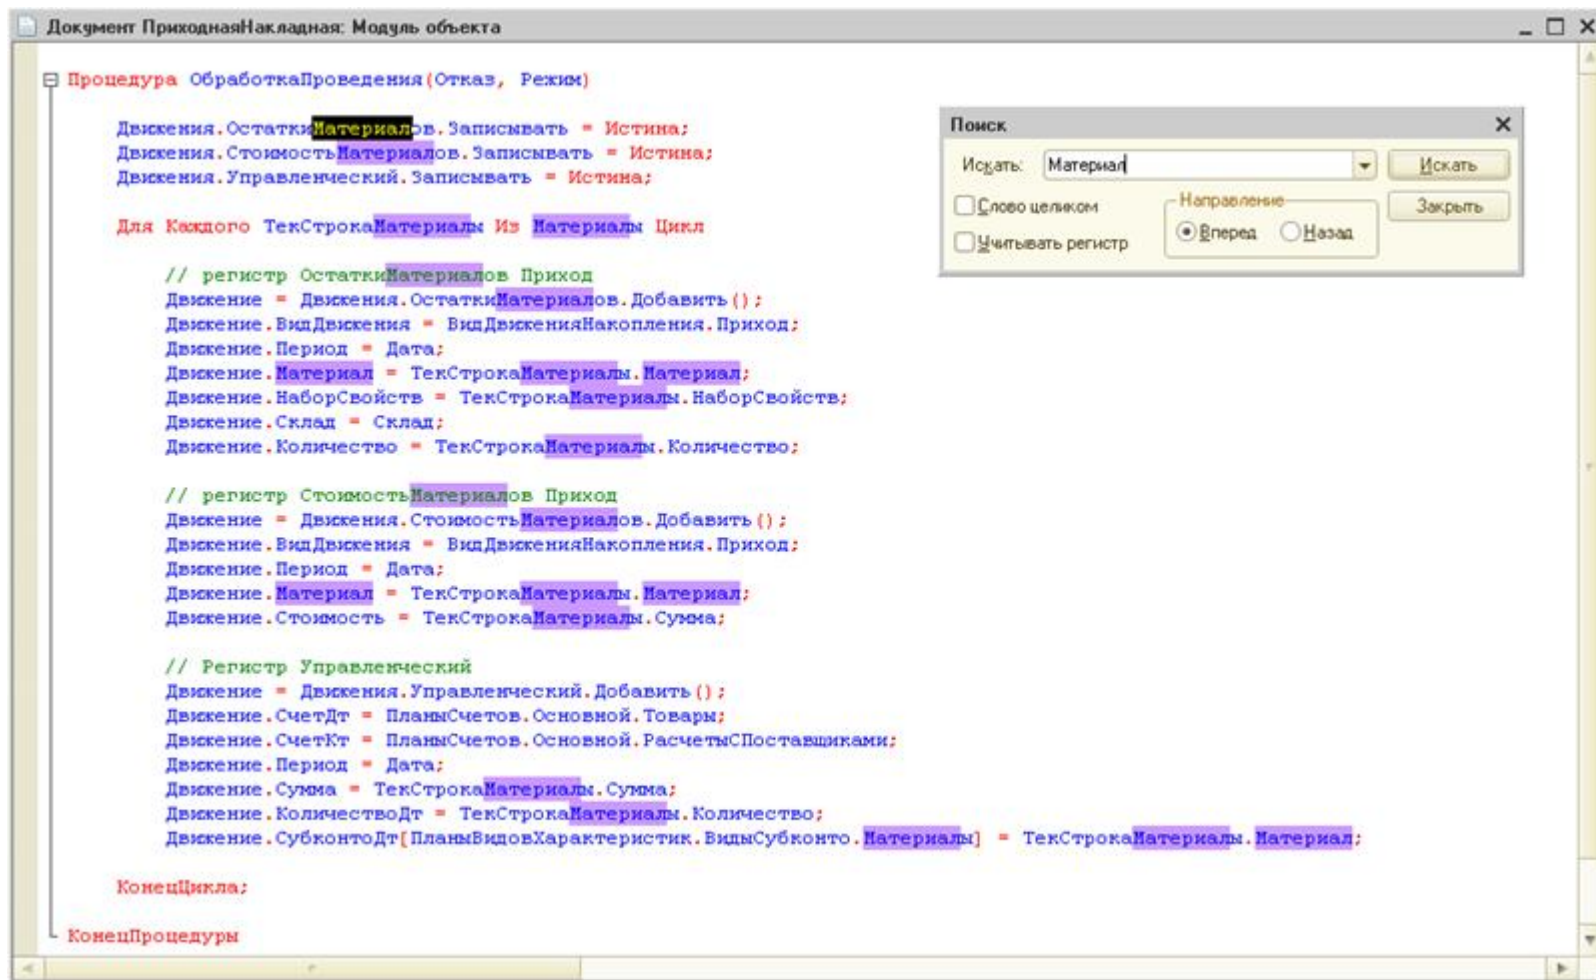 Документ ПриходнаяНакладная: Модуль объекта
Процедура ОбработкаПроведения(Отказ, Режим)
Движения.ОстаткиМатериалов.Записывать = Истина;
Движения.СтоимостьМатериалов.Записывать = Истина;
Движения.Управленческий.Записывать = Истина;
Для Каждого ТекСтрокаМатериалы Из Материалы Цикл
// регистр ОстаткиМатериалов Приход
Движение = Движения.ОстаткиМатериалов.Добавить();
Движение.ВидДвижения = ВидДвиженияНакопления.Приход;
Движение.Период = Дата;
Движение.Материал = ТекСтрокаМатериалы.Материал;
Движение.НаборСвойств = ТекСтрокаМатериалы.НаборСвойств;
Движение.Склад = Склад;
Движение.Количество = ТекСтрокаМатериалы.Количество;
// регистр СтоимостьМатериалов Приход
Движение = Движения.СтоимостьМатериалов.Добавить();
Движение.ВидДвижения = ВидДвиженияНакопления.Приход;
Движение.Период = Дата;
Движение.Материал = ТекСтрокаМатериалы.Материал;
Движение.Стоимость = ТекСтрокаМатериалы.Сумма;
// Регистр Управленческий
Движение = Движения.Управленческий.Добавить();
Движение.СчетДт = ПланыСчетов.Основной.Товары;
Движение.СчетКт = ПланыСчетов.Основной.РасчетыСПоставщиками;
Движение.Период = Дата;
Движение.Сумма = ТекСтрокаМатериалы.Сумма;
Движение.КоличествоДт = ТекСтрокаМатериалы.Количество;
Движение.СубконтоДт[ПланыВидовХарактеристик.ВидыСубконто.Материалы] = ТекСтрокаМатериалы.Материал;
КонецЦикла;
КонецПроцедуры
Поиск
Искать: Материал Искать
Слово целиком Направление Закрыть
Учитывать регистр Вперед Назад